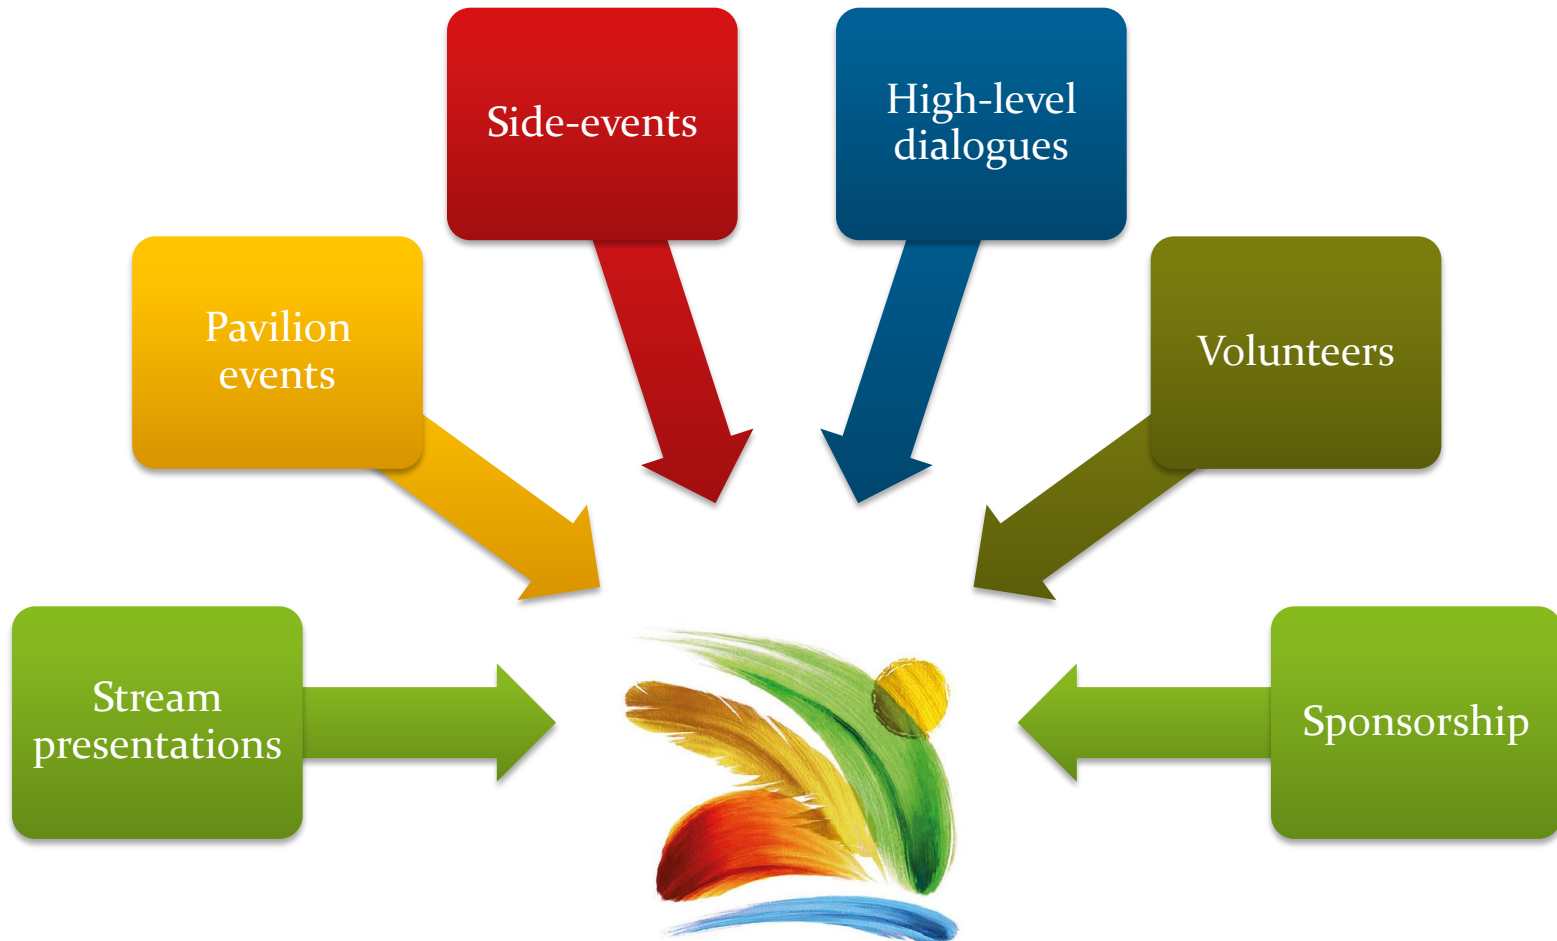 Side-events
High-level
dialogues
Pavilion
events
Volunteers
Stream
presentations
Sponsorship